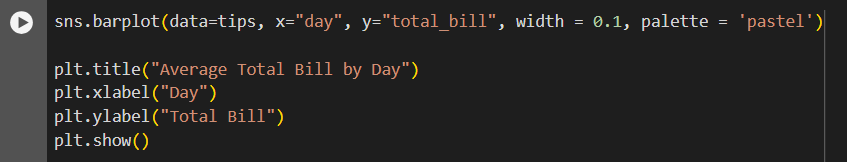 sns.barplot(data=tips, x="day", y="total_bill", width = 0.1, palette = 'pastel')
plt.title("Average Total Bill by Day")
plt.xlabel("Day")
plt.ylabel("Total Bill")
plt.show()